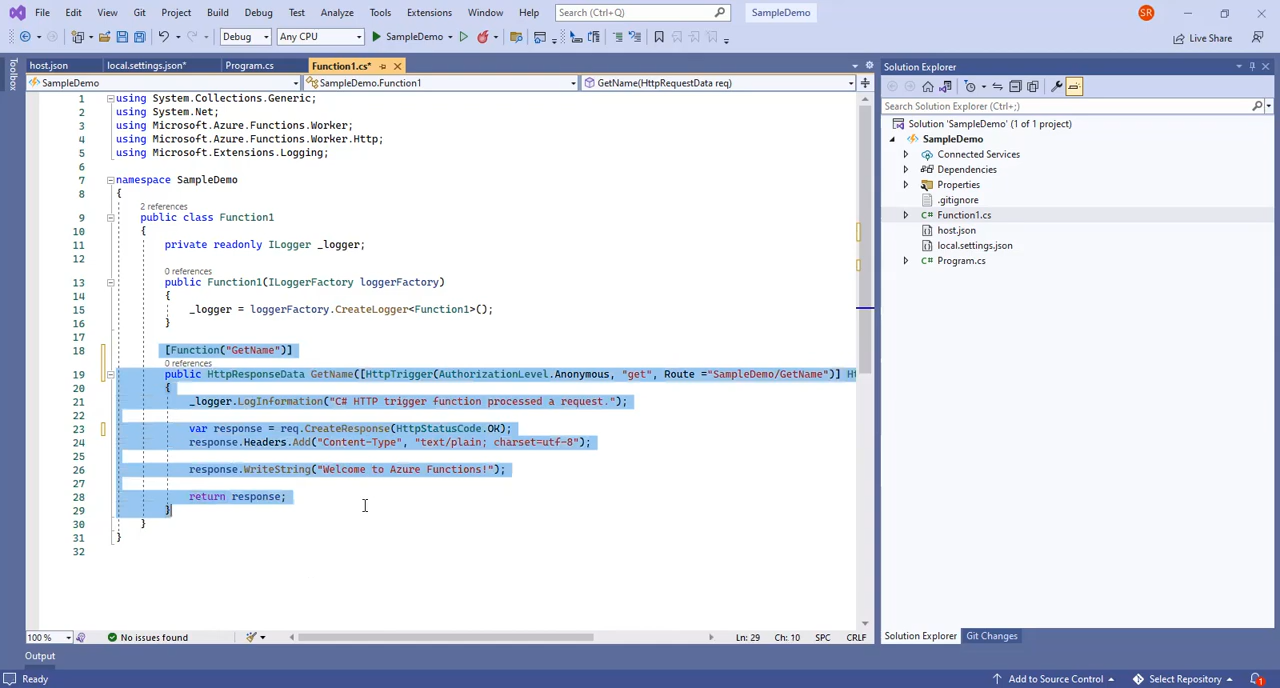 File Edit View Git Project Build Debug Test Analyze Tools Extensions Window Help Search (Ctrl+Q) SampleDemo SR
Debug Any CPU SampleDemo Live Share
Toolbox
host.json local.settings.json* Program.cs Function1.cs*
SampleDemo SampleDemo.Function1 GetName(HttpRequestData req)
1 using System.Collections.Generic;
2 using System.Net;
3 using Microsoft.Azure.Functions.Worker;
4 using Microsoft.Azure.Functions.Worker.Http;
5 using Microsoft.Extensions.Logging;
6
7 namespace SampleDemo
8 {
2 references
9 public class Function1
10 {
11 private readonly ILogger _logger;
12
0 references
13 public Function1(ILoggerFactory loggerFactory)
14 {
15 _logger = loggerFactory.CreateLogger<Function1>();
16 }
17
18 [Function("GetName")]
0 references
19 public HttpResponseData GetName([HttpTrigger(AuthorizationLevel.Anonymous, "get", Route ="SampleDemo/GetName")] Ht
20 {
21 _logger.LogInformation("C# HTTP trigger function processed a request.");
22
23 var response = req.CreateResponse(HttpStatusCode.OK);
24 response.Headers.Add("Content-Type", "text/plain; charset=utf-8");
25
26 response.WriteString("Welcome to Azure Functions!");
27
28 return response;
29 }
30 }
31 }
32
100 % No issues found Ln: 29 Ch: 10 SPC CRLF
Solution Explorer
Search Solution Explorer (Ctrl+;)
Solution 'SampleDemo' (1 of 1 project)
SampleDemo
Connected Services
Dependencies
Properties
.gitignore
C# Function1.cs
host.json
local.settings.json
C# Program.cs
Solution Explorer Git Changes
Output
Ready Add to Source Control Select Repository 1